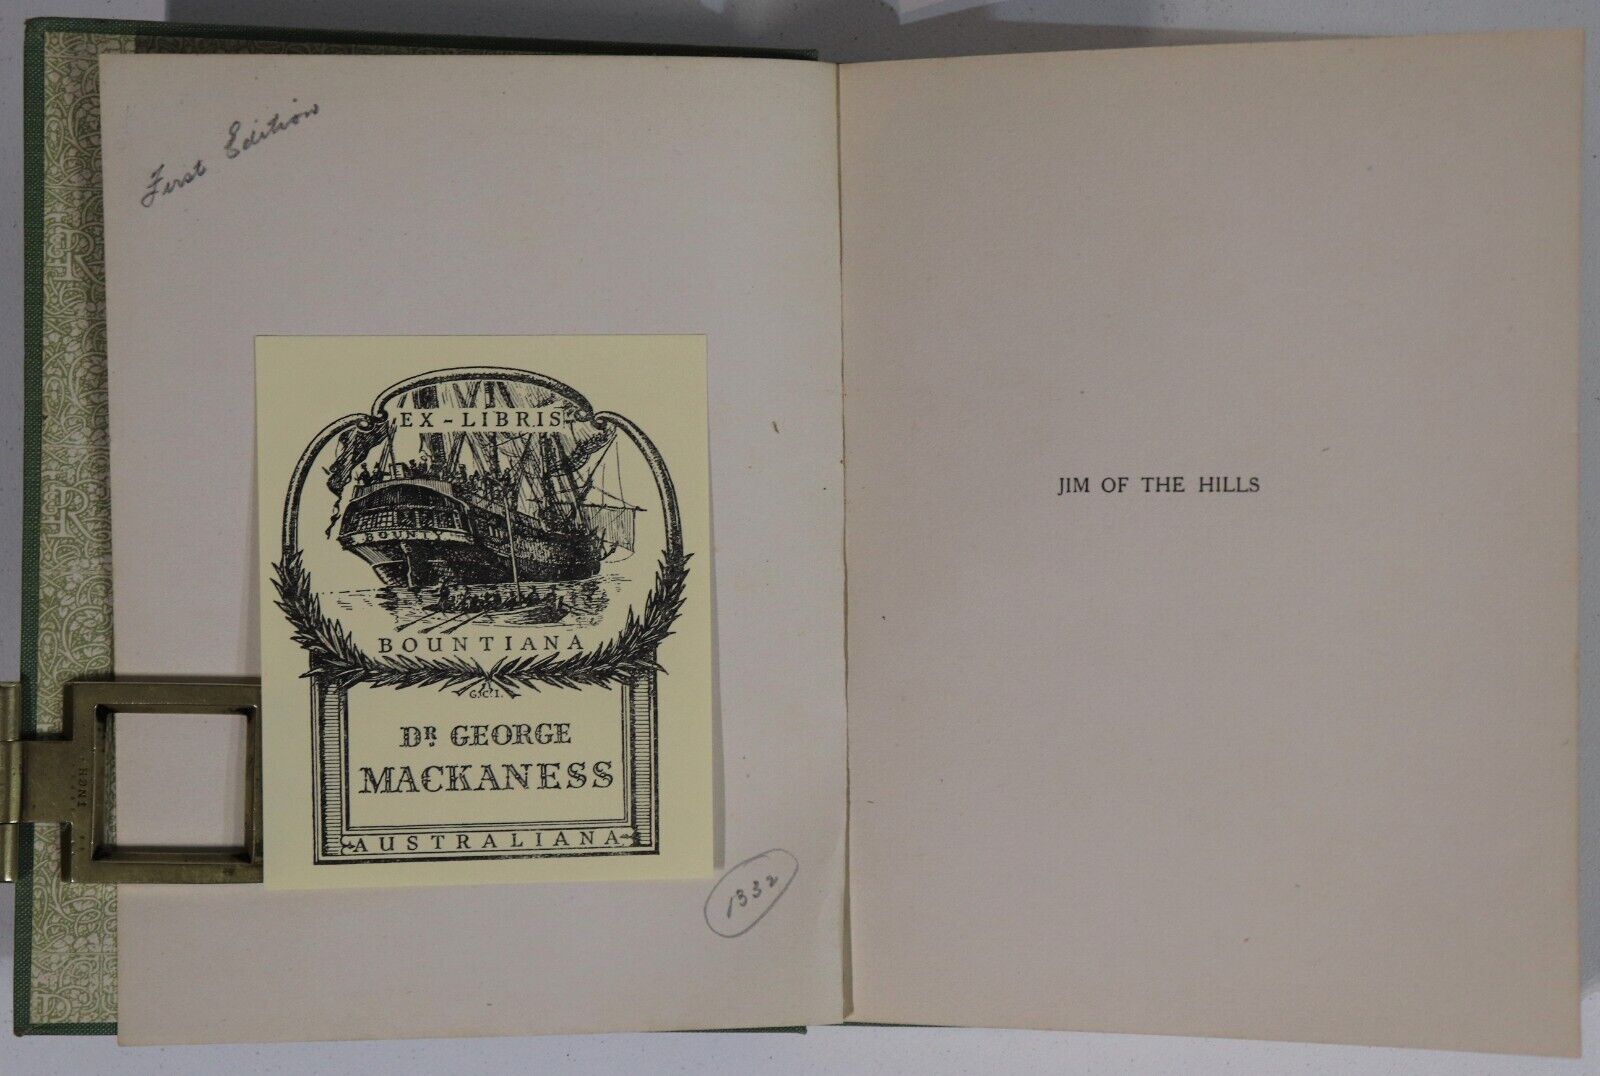 First Edition
EX-LIBRIS
BOUNTY
BOUNTIANA
G.C.I.
DR. GEORGE
MACKANESS
AUSTRALIANA
1332
JIM OF THE HILLS